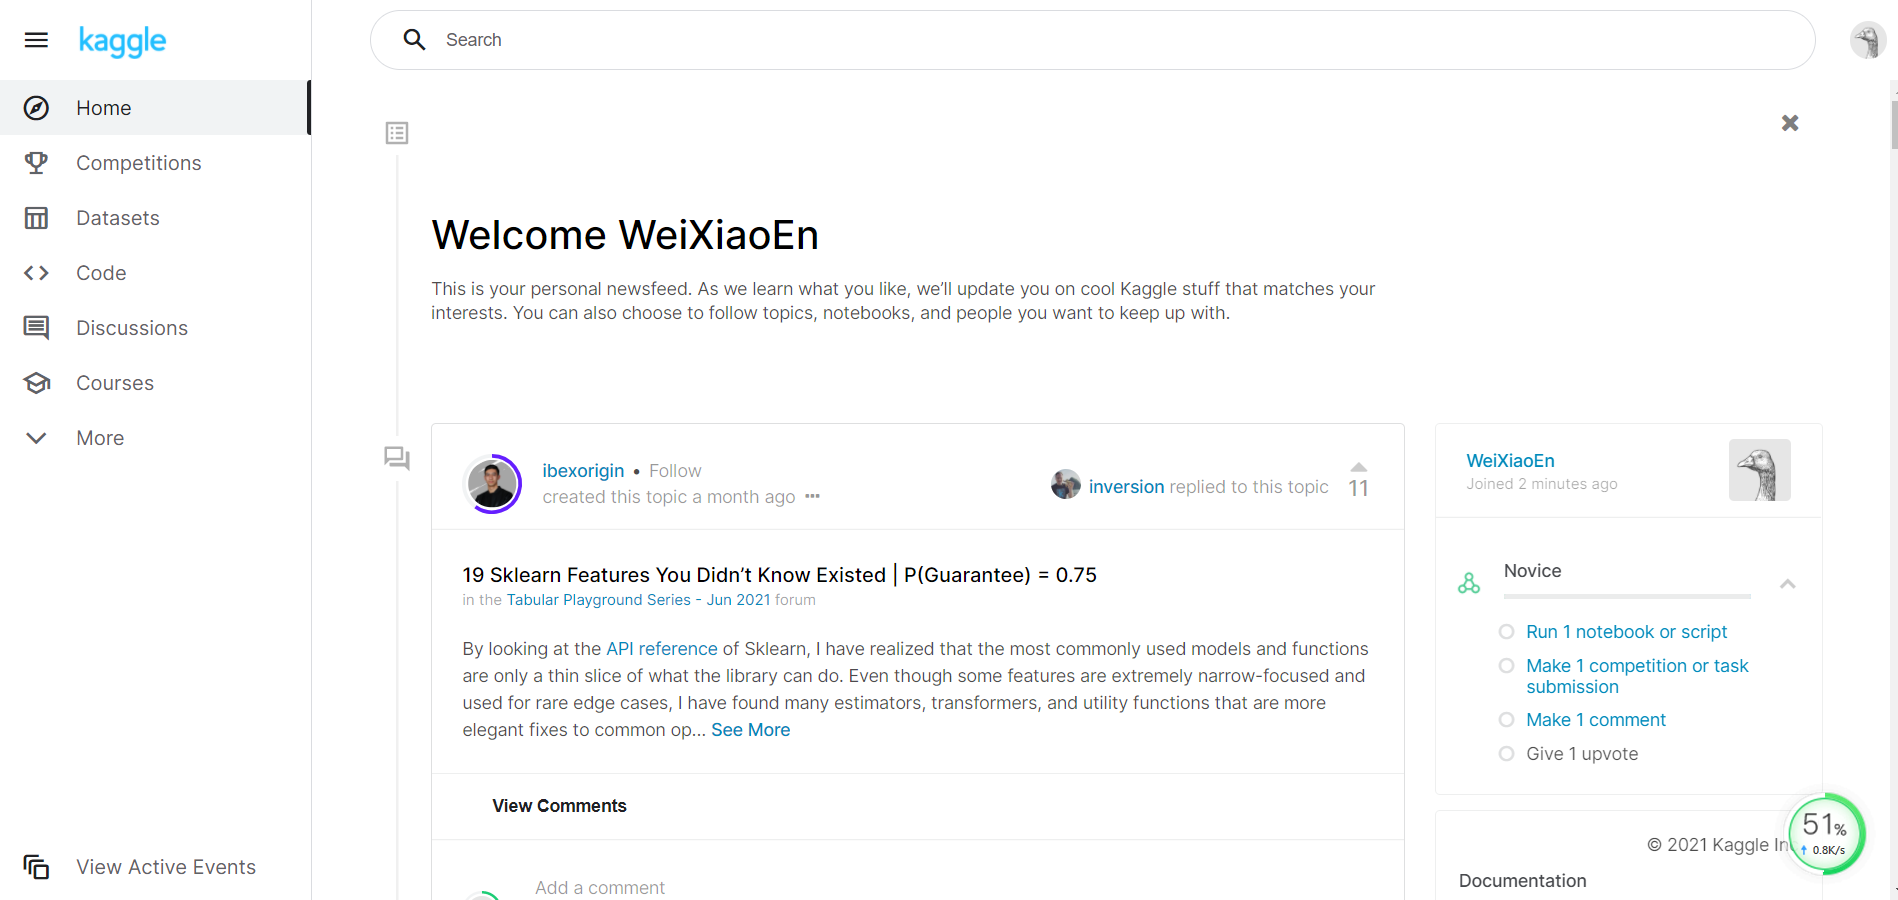 kaggle
Search
Home
Competitions
Datasets
Code
Discussions
Courses
More
View Active Events
Welcome WeiXiaoEn
This is your personal newsfeed. As we learn what you like, we'll update you on cool Kaggle stuff that matches your
interests. You can also choose to follow topics, notebooks, and people you want to keep up with.
ibexorigin • Follow
created this topic a month ago ···
inversion replied to this topic
11
19 Sklearn Features You Didn't Know Existed | P(Guarantee) = 0.75
in the Tabular Playground Series - Jun 2021 forum
By looking at the API reference of Sklearn, I have realized that the most commonly used models and functions
are only a thin slice of what the library can do. Even though some features are extremely narrow-focused and
used for rare edge cases, I have found many estimators, transformers, and utility functions that are more
elegant fixes to common op... See More
View Comments
Add a comment
WeiXiaoEn
Joined 2 minutes ago
Novice
Run 1 notebook or script
Make 1 competition or task
submission
Make 1 comment
Give 1 upvote
© 2021 Kaggle In
Documentation
51%
0.8K/s